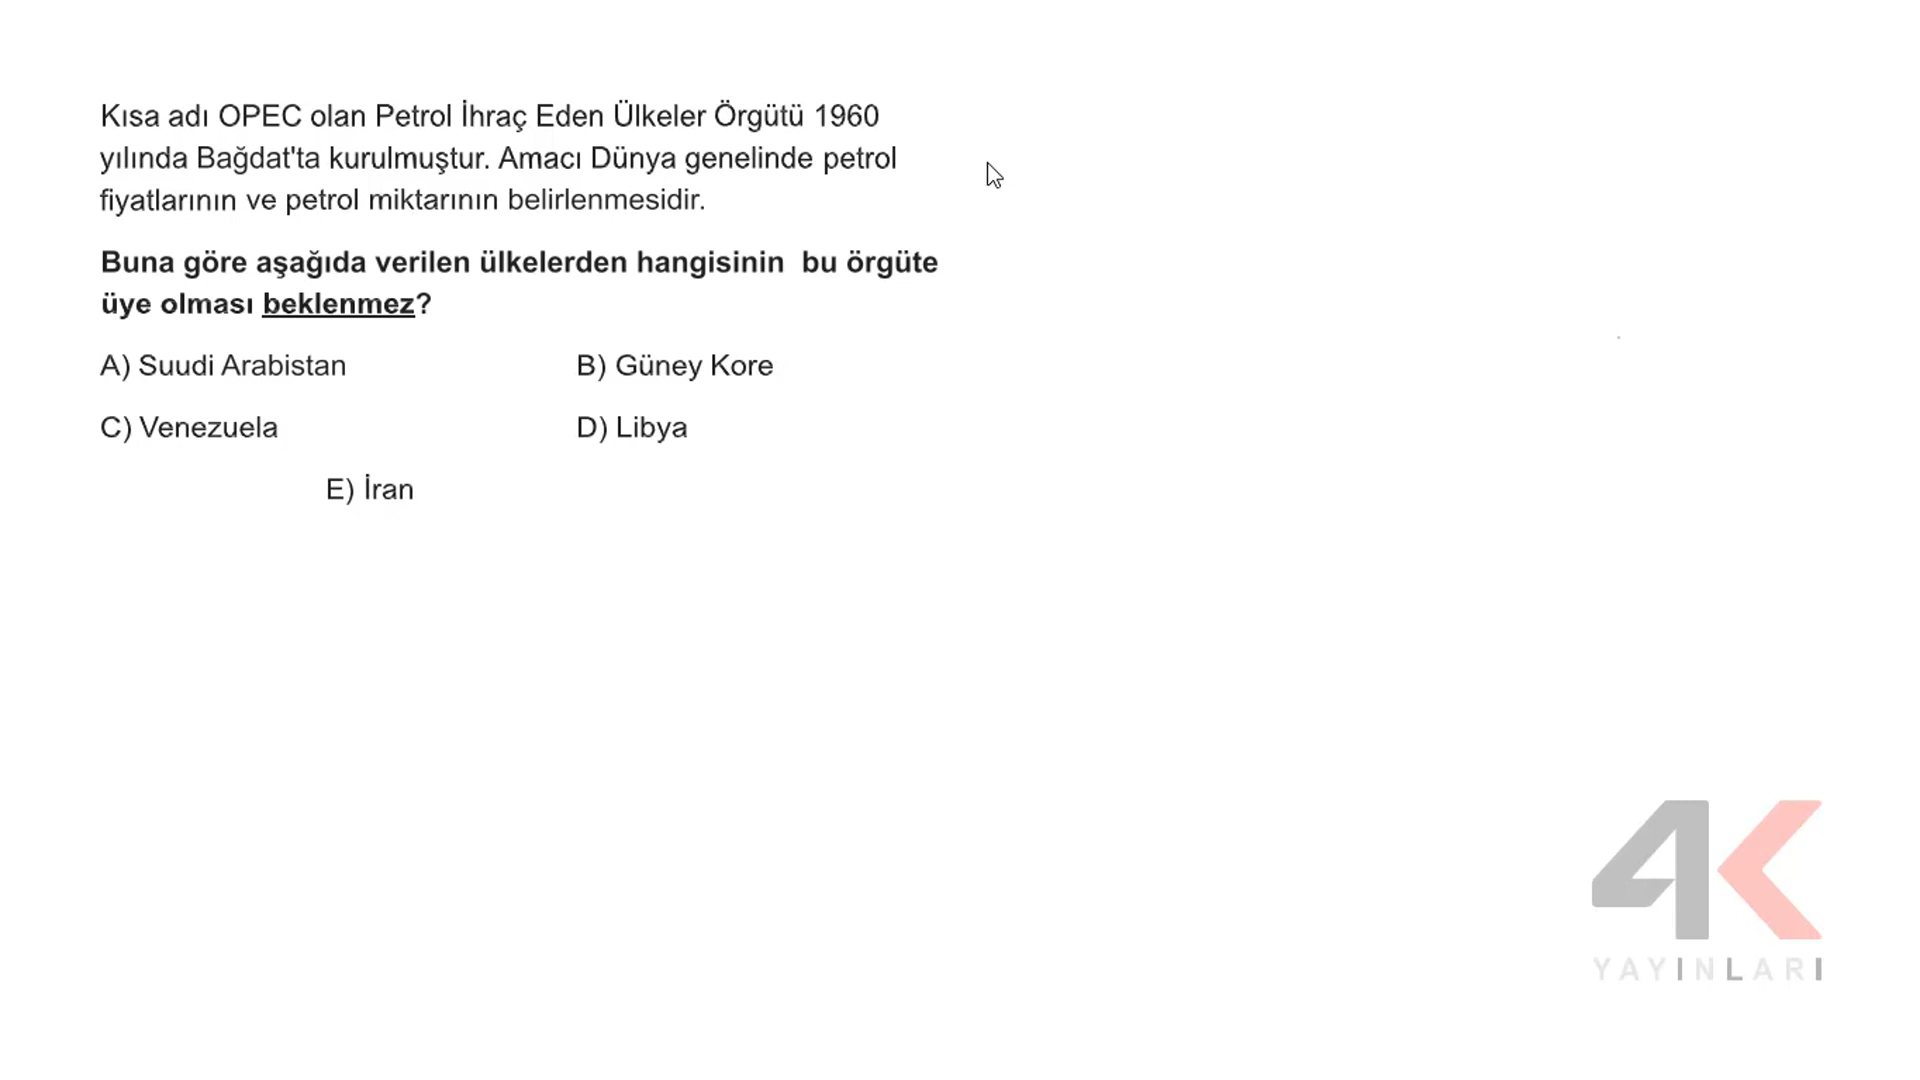 Kısa adı OPEC olan Petrol İhraç Eden Ülkeler Örgütü 1960
yılında Bağdat'ta kurulmuştur. Amacı Dünya genelinde petrol
fiyatlarının ve petrol miktarının belirlenmesidir.
Buna göre aşağıda verilen ülkelerden hangisinin bu örgüte
üye olması beklenmez?
A) Suudi Arabistan B) Güney Kore
C) Venezuela D) Libya
E) İran
4K
YAYINLARI